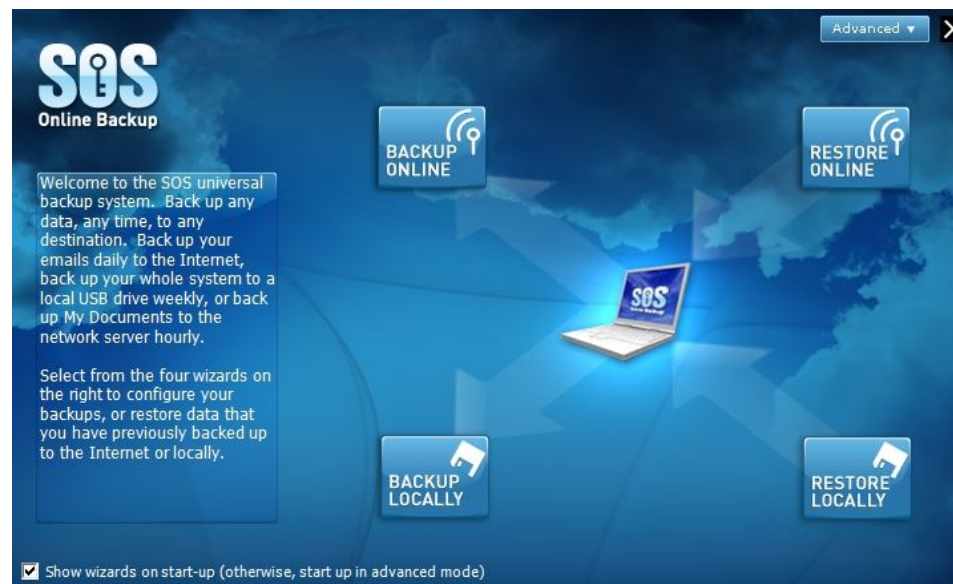 Advanced ▼
SOS
Online Backup
BACKUP
ONLINE
RESTORE
ONLINE
Welcome to the SOS universal
backup system. Back up any
data, any time, to any
destination. Back up your
emails daily to the Internet,
back up your whole system to a
local USB drive weekly, or back
up My Documents to the
network server hourly.
Select from the four wizards on
the right to configure your
backups, or restore data that
you have previously backed up
to the Internet or locally.
SOS
Online Backup
BACKUP
LOCALLY
RESTORE
LOCALLY
Show wizards on start-up (otherwise, start up in advanced mode)